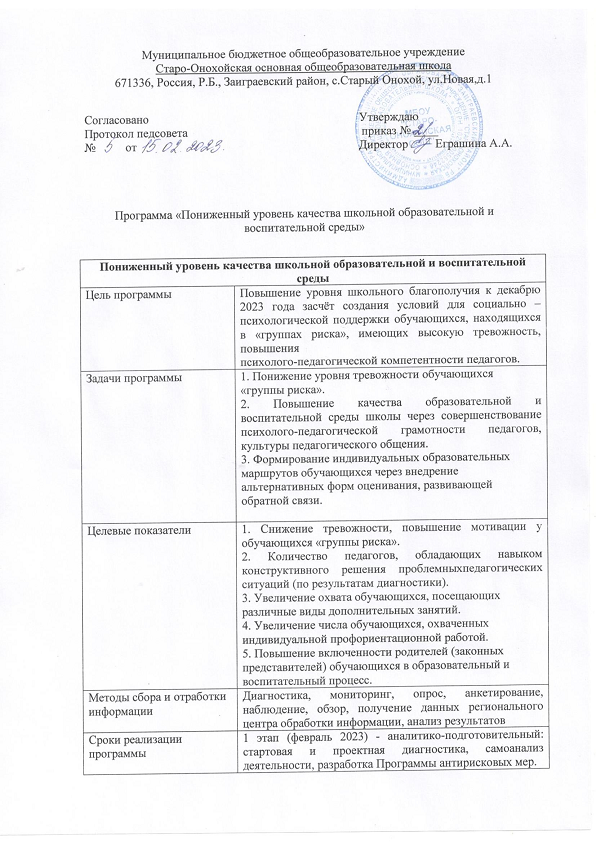 Муниципальное бюджетное общеобразовательное учреждение
Старо-Онохойская основная общеобразовательная школа
671336, Россия, Р.Б., Заиграевский район, с.Старый Онохой, ул.Новая,д.1
Согласовано
Протокол педсовета
№ 5 от 15.02.2023.
Утверждаю
приказ № 21
Директор Еграшина А.А.
Программа «Пониженный уровень качества школьной образовательной и
воспитательной среды»
Пониженный уровень качества школьной образовательной и воспитательной
среды
Цель программы
Повышение уровня школьного благополучия к декабрю
2023 года засчёт создания условий для социально –
психологической поддержки обучающихся, находящихся
в «группах риска», имеющих высокую тревожность,
повышения
психолого-педагогической компетентности педагогов.
Задачи программы
1. Понижение уровня тревожности обучающихся
«группы риска».
2. Повышение качества образовательной и
воспитательной среды школы через совершенствование
психолого-педагогической грамотности педагогов,
культуры педагогического общения.
3. Формирование индивидуальных образовательных
маршрутов обучающихся через внедрение
альтернативных форм оценивания, развивающей
обратной связи.
Целевые показатели
1. Снижение тревожности, повышение мотивации у
обучающихся «группы риска».
2. Количество педагогов, обладающих навыком
конструктивного решения проблемныхпедагогических
ситуаций (по результатам диагностики).
3. Увеличение охвата обучающихся, посещающих
различные виды дополнительных занятий.
4. Увеличение числа обучающихся, охваченных
индивидуальной профориентационной работой.
5. Повышение включенности родителей (законных
представителей) обучающихся в образовательный и
воспитательный процесс.
Методы сбора и отработки
информации
Диагностика, мониторинг, опрос, анкетирование,
наблюдение, обзор, получение данных регионального
центра обработки информации, анализ результатов
Сроки реализации
программы
1 этап (февраль 2023) - аналитико-подготовительный:
стартовая и проектная диагностика, самоанализ
деятельности, разработка Программы антирисковых мер.